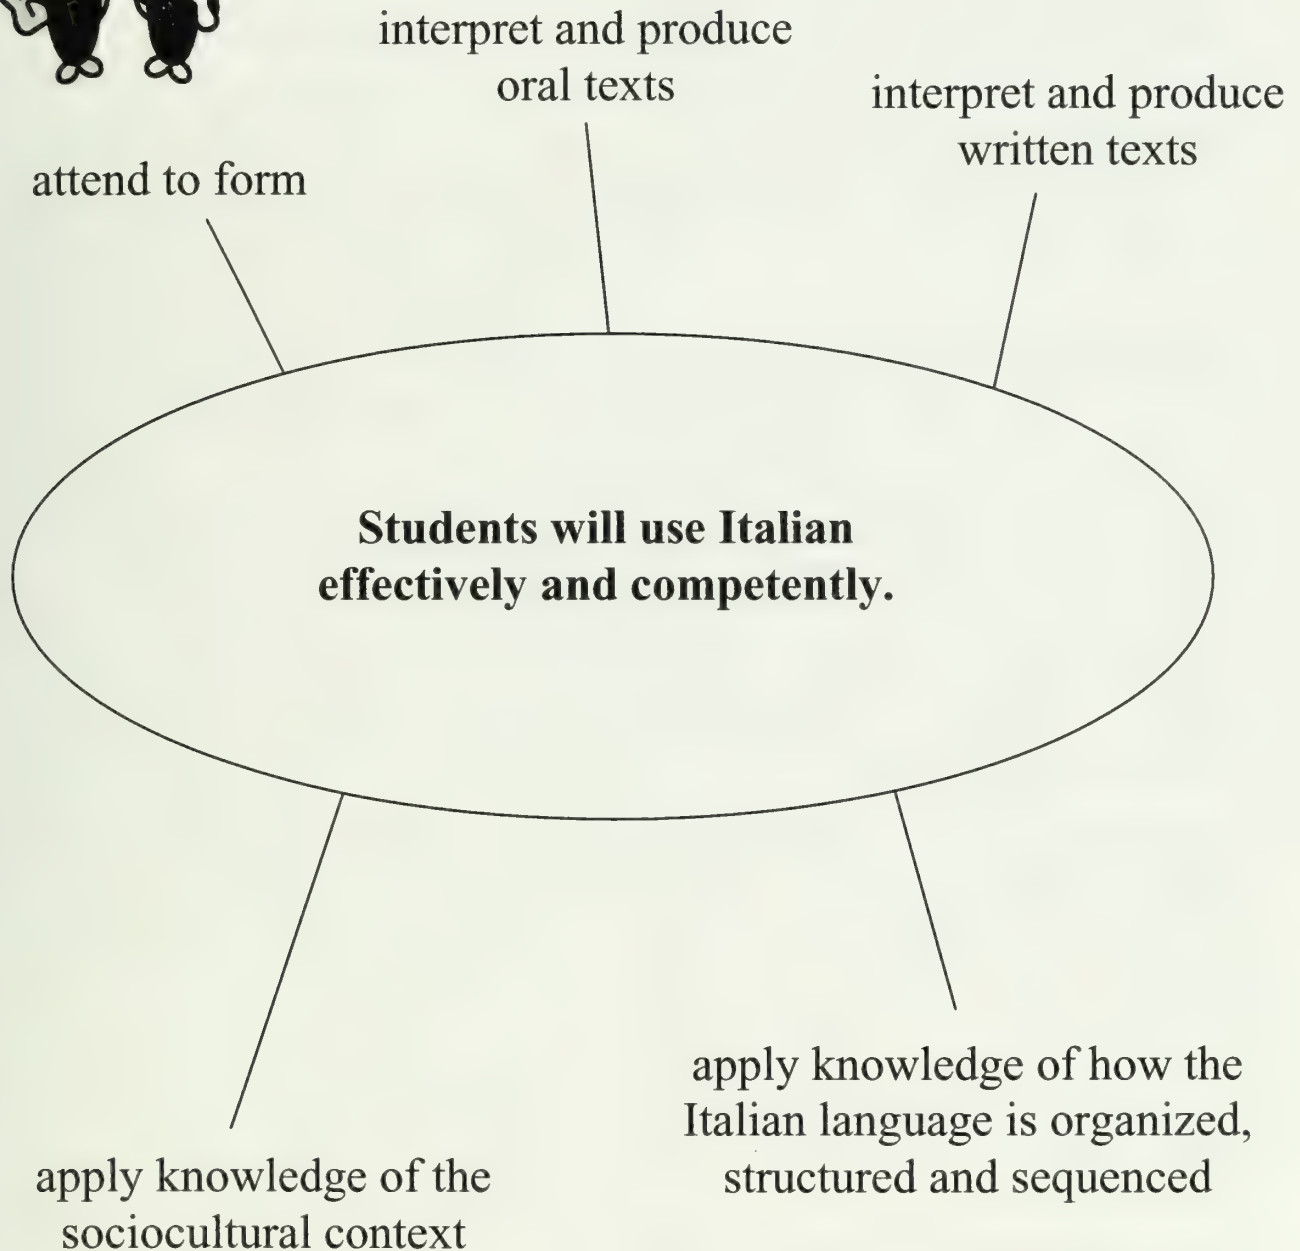 interpret and produce
oral texts
interpret and produce
written texts
attend to form
Students will use Italian
effectively and competently.
apply knowledge of how the
Italian language is organized,
structured and sequenced
apply knowledge of the
sociocultural context